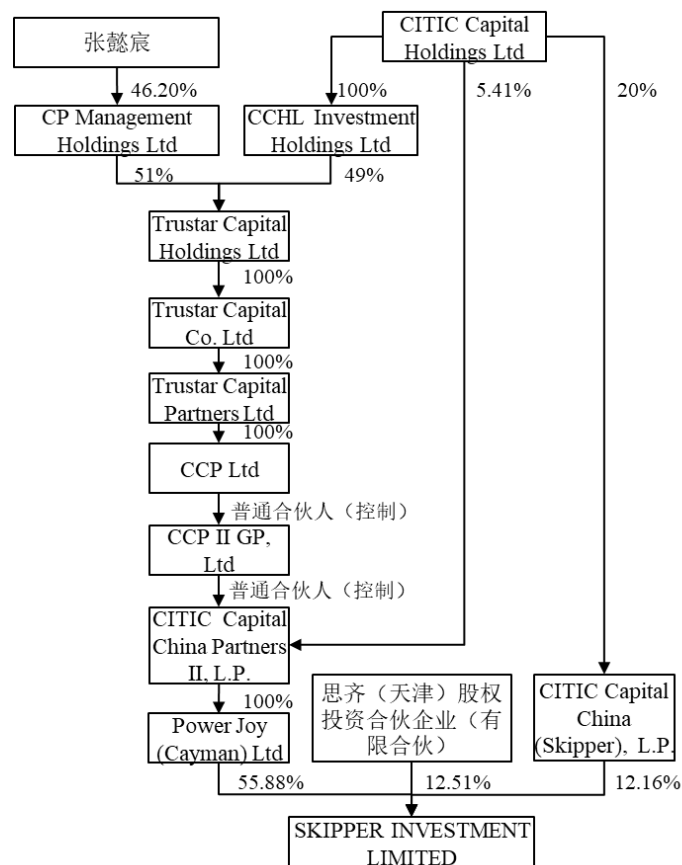 张懿宸
CITIC Capital
Holdings Ltd
46.20%
100%
5.41%
20%
CP Management
Holdings Ltd
CCHL Investment
Holdings Ltd
51%
49%
Trustar Capital
Holdings Ltd
100%
Trustar Capital
Co. Ltd
100%
Trustar Capital
Partners Ltd
100%
CCP Ltd
普通合伙人（控制）
CCP II GP,
Ltd
普通合伙人（控制）
CITIC Capital
China Partners
II, L.P.
100%
Power Joy
(Cayman) Ltd
思齐（天津）股权
投资合伙企业（有
限合伙）
CITIC Capital
China
(Skipper), L.P.
55.88%
12.51%
12.16%
SKIPPER INVESTMENT
LIMITED